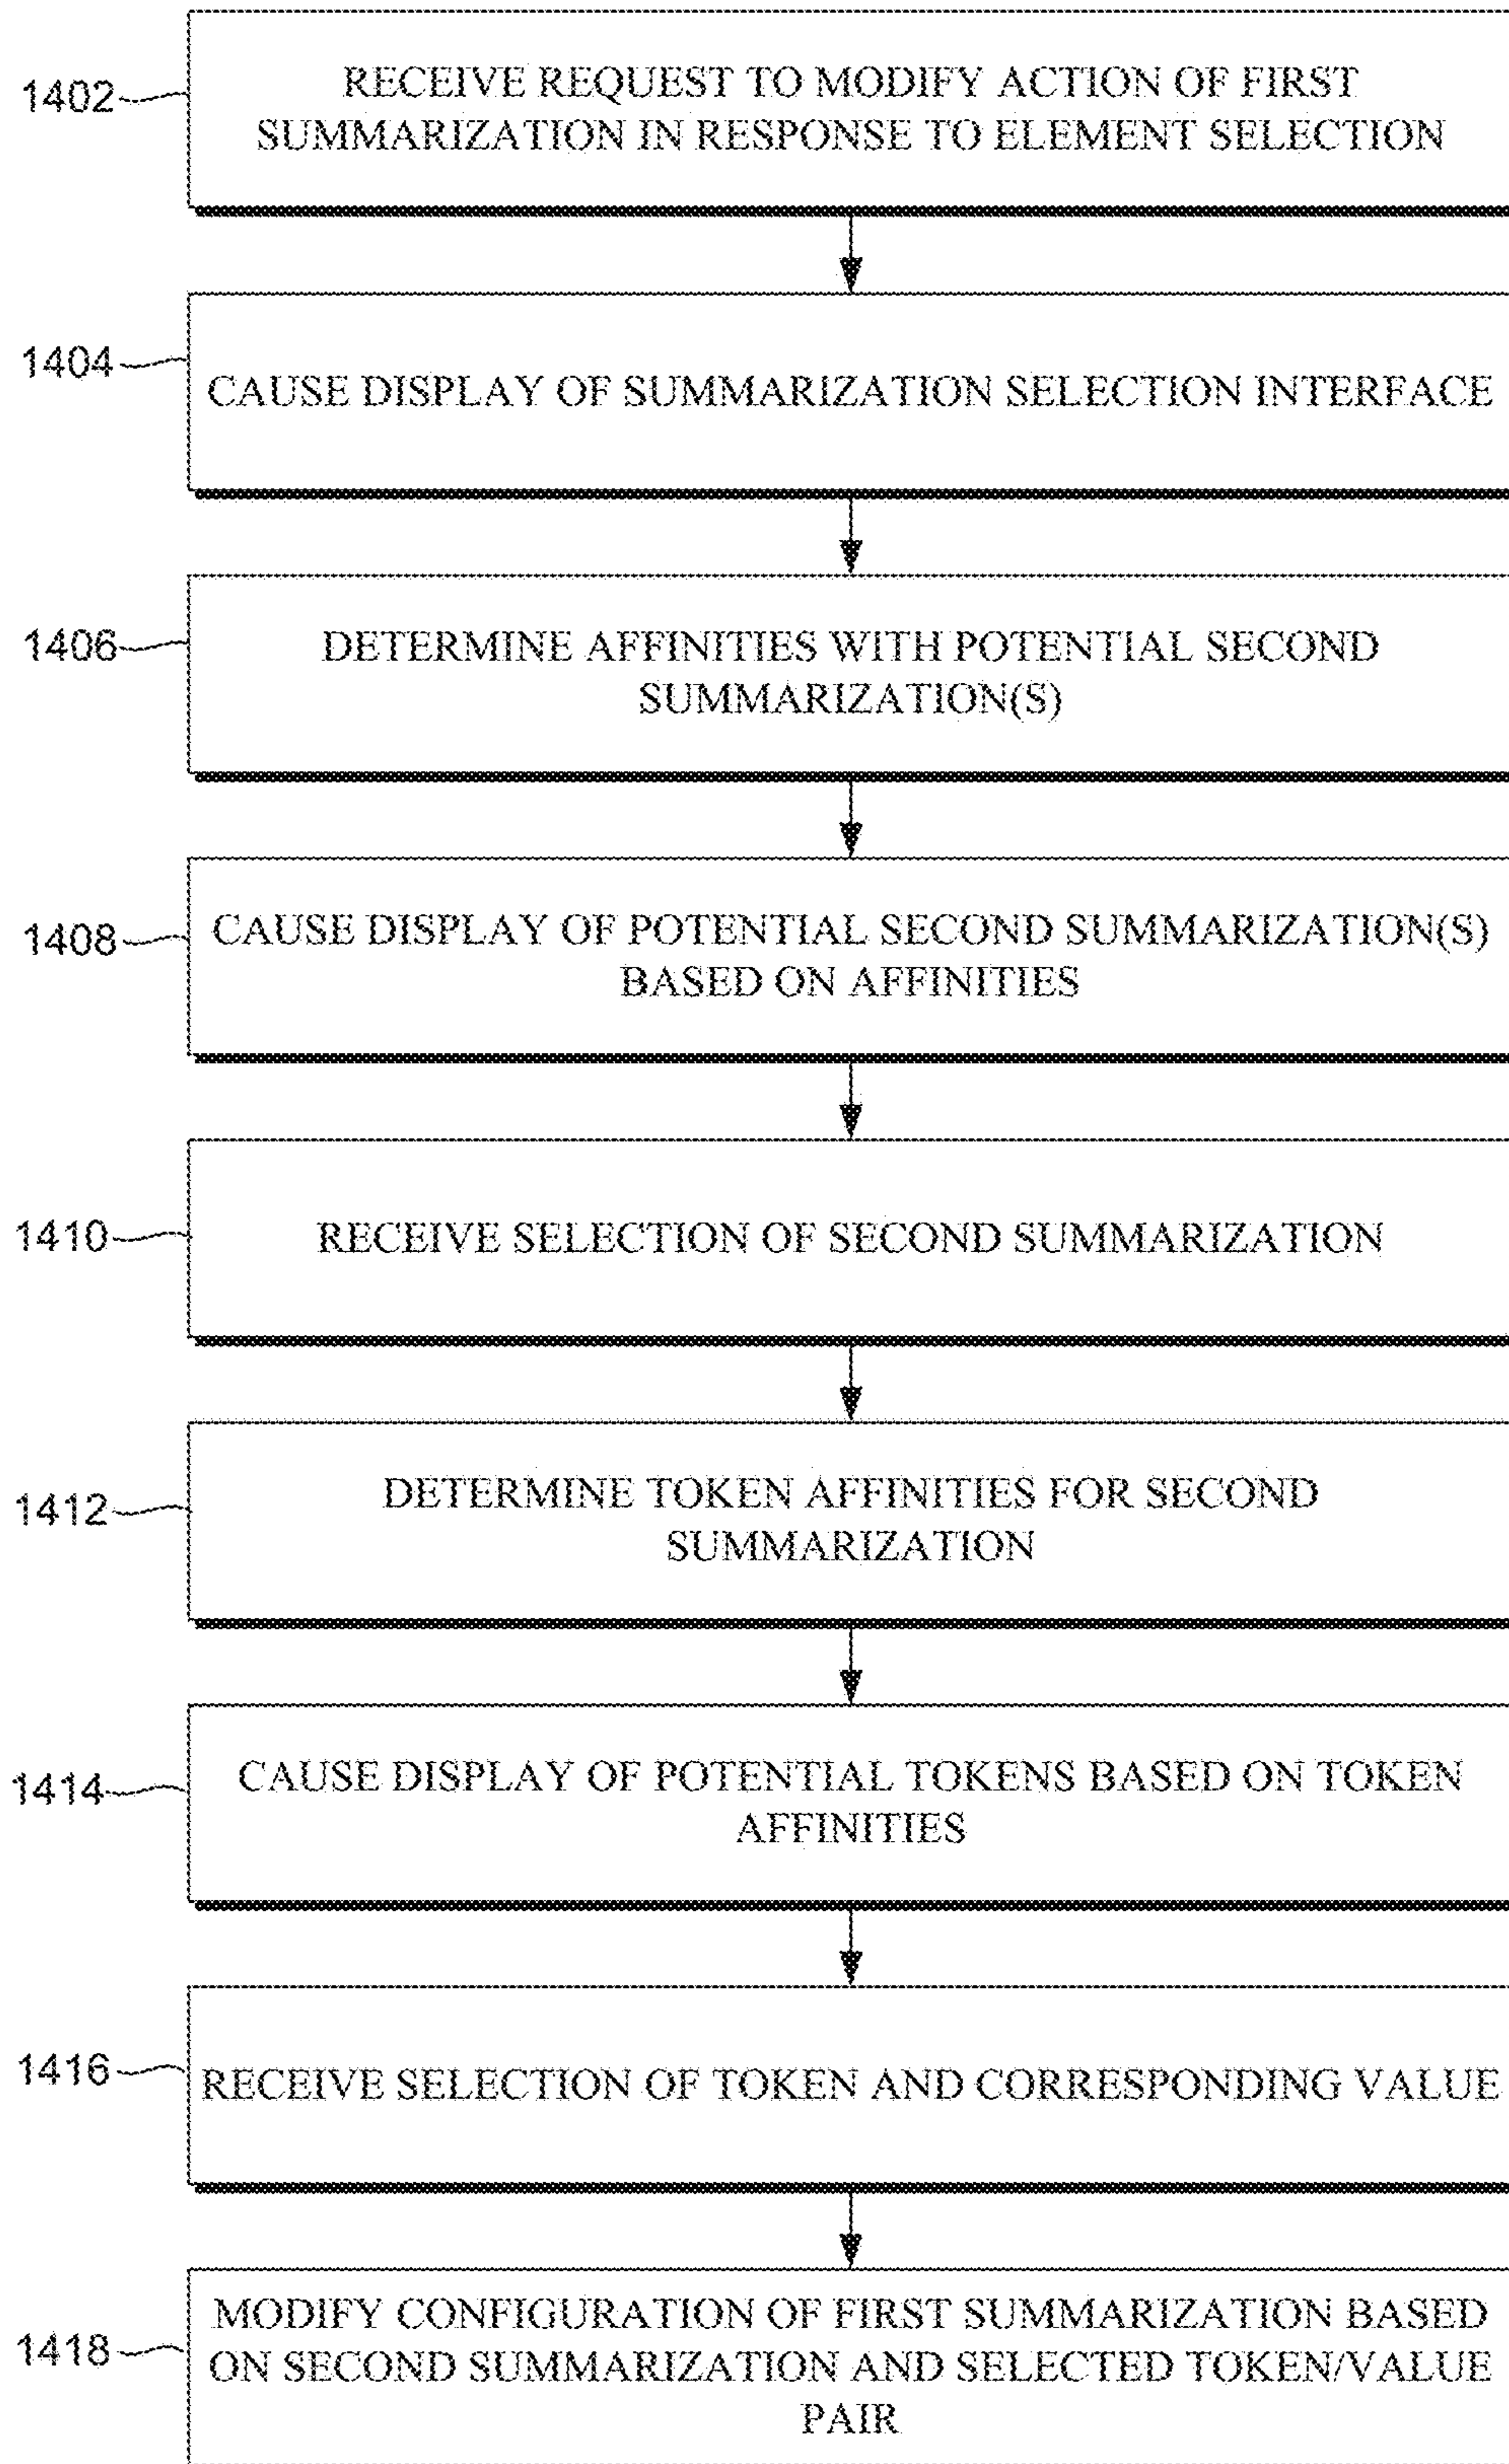 1402
RECEIVE REQUEST TO MODIFY ACTION OF FIRST
SUMMARIZATION IN RESPONSE TO ELEMENT SELECTION
1404
CAUSE DISPLAY OF SUMMARIZATION SELECTION INTERFACE
1406
DETERMINE AFFINITIES WITH POTENTIAL SECOND
SUMMARIZATION(S)
1408
CAUSE DISPLAY OF POTENTIAL SECOND SUMMARIZATION(S)
BASED ON AFFINITIES
1410
RECEIVE SELECTION OF SECOND SUMMARIZATION
1412
DETERMINE TOKEN AFFINITIES FOR SECOND
SUMMARIZATION
1414
CAUSE DISPLAY OF POTENTIAL TOKENS BASED ON TOKEN
AFFINITIES
1416
RECEIVE SELECTION OF TOKEN AND CORRESPONDING VALUE
1418
MODIFY CONFIGURATION OF FIRST SUMMARIZATION BASED
ON SECOND SUMMARIZATION AND SELECTED TOKEN/VALUE
PAIR